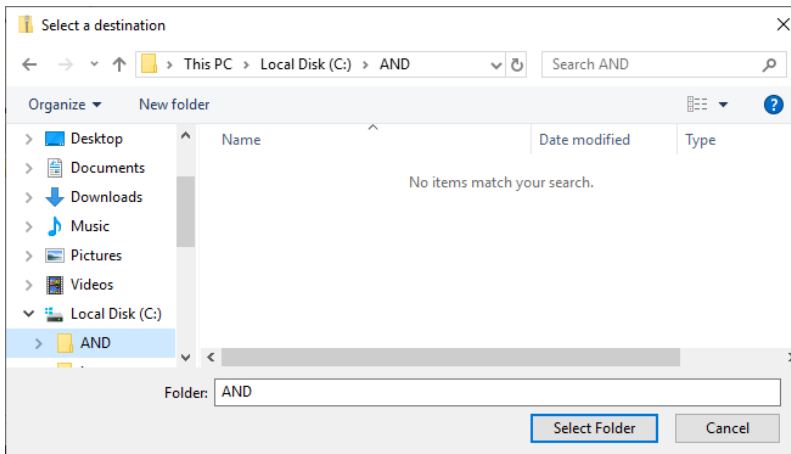 Select a destination
This PC > Local Disk (C:) > AND
Search AND
Organize
New folder
Name
Date modified
Type
No items match your search.
Desktop
Documents
Downloads
Music
Pictures
Videos
Local Disk (C:)
AND
Folder: AND
Select Folder
Cancel